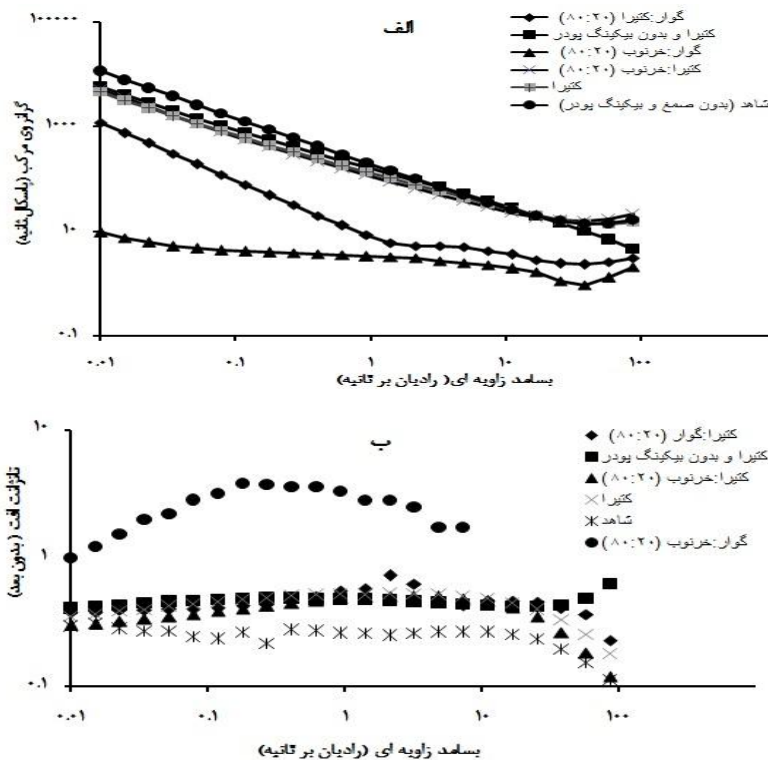 الف
گوار:کتیرا (۸۰:۲۰)
کتیرا و بدون بیکینگ پودر
گوار:خرنوب (۸۰:۲۰)
کتیرا:خرنوب (۸۰:۲۰)
کتیرا
شاهد (بدون صمغ و بیکینگ پودر)
گرانروی مرکب (پاسکال.ثانیه)
۱۰۰۰۰۰
۱۰۰۰
۱۰
۰.۱
۰.۰۱
۰.۱
۱
۱۰
۱۰۰
بسامد زاویه ای( رادیان بر ثانیه)
ب
کتیرا:گوار (۸۰:۲۰)
کتیرا و بدون بیکینگ پودر
کتیرا:خرنوب (۸۰:۲۰)
کتیرا
شاهد
گوار:خرنوب (۸۰:۲۰)
تانژانت افت (بدون بعد)
۱۰
۱
۰.۱
۰.۰۱
۰.۱
۱
۱۰
۱۰۰
بسامد زاویه ای (رادیان بر ثانیه)